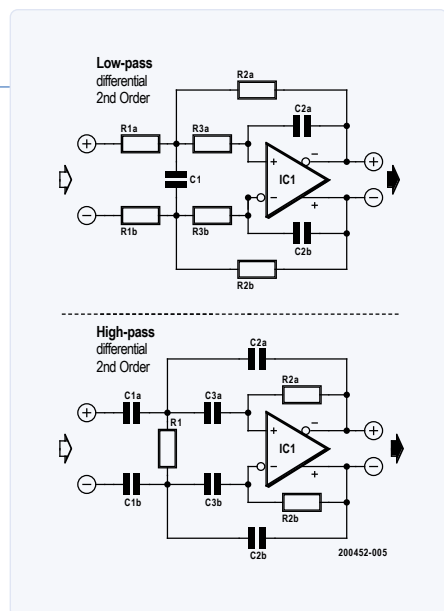 Low-pass
differential
2nd Order
R2a
C2a
R1a
R3a
+
+
−
+
C1
IC1
−
−
+
−
R1b
R3b
C2b
R2b
High-pass
differential
2nd Order
C2a
R2a
C1a
C3a
+
+
−
+
R1
IC1
−
−
+
−
C1b
C3b
R2b
C2b
200452-005